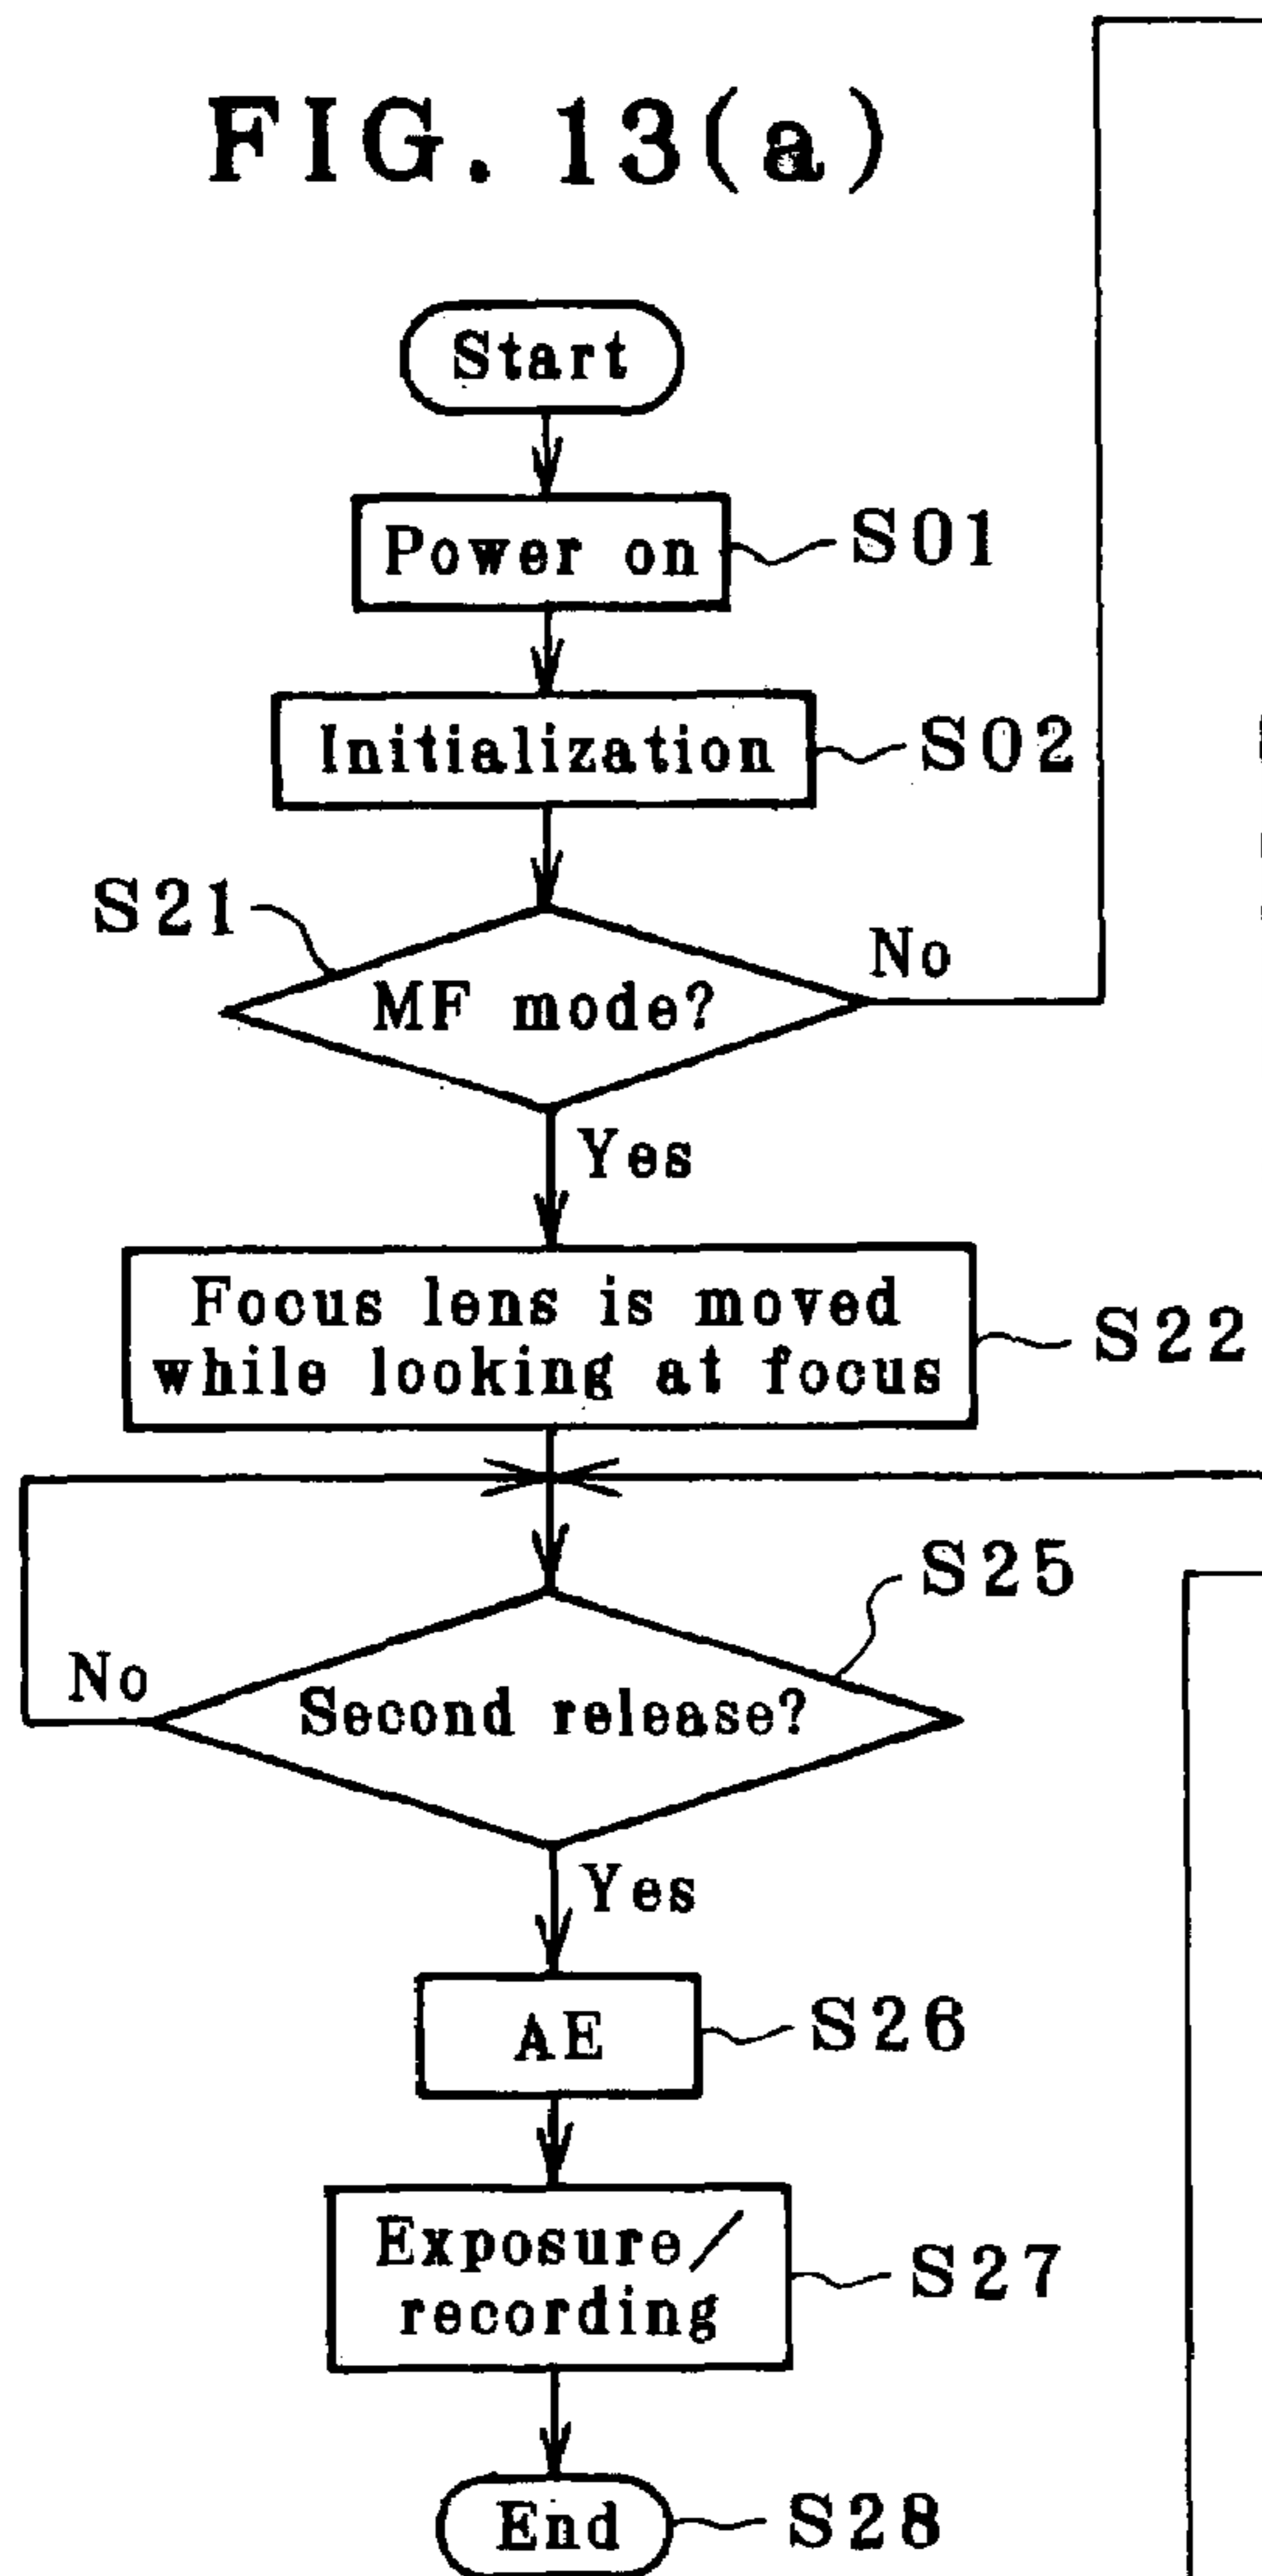 FIG. 13(a)
Start
Power on
S01
Initialization
S02
S21
MF mode?
No
Yes
Focus lens is moved
while looking at focus
S22
S25
No
Second release?
Yes
AE
S26
Exposure/
recording
S27
End
S28